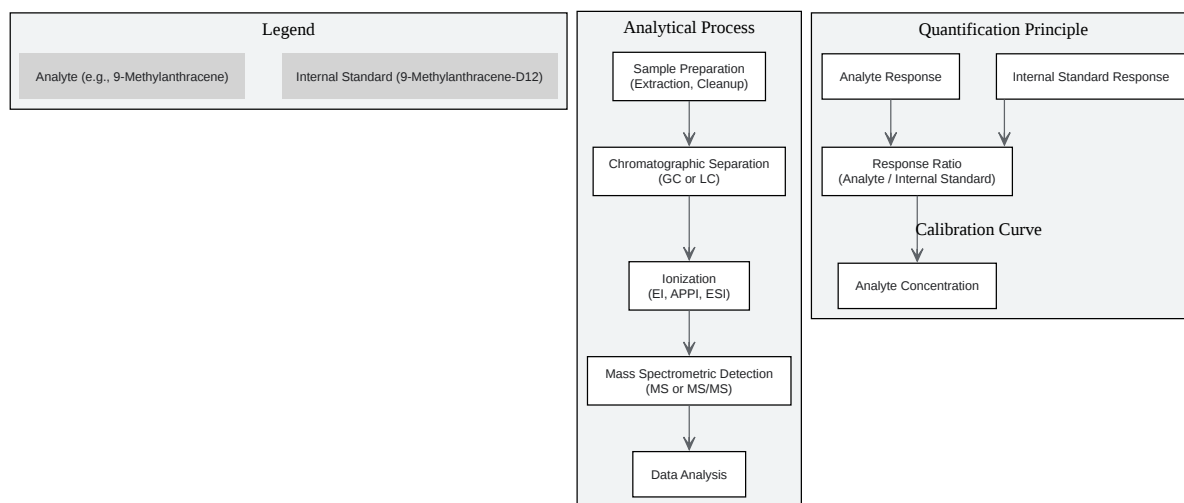 Legend
Analyte (e.g., 9-Methylanthracene)
Internal Standard (9-Methylanthracene-D12)
Analytical Process
Sample Preparation
(Extraction, Cleanup)
Chromatographic Separation
(GC or LC)
Ionization
(EI, APPI, ESI)
Mass Spectrometric Detection
(MS or MS/MS)
Data Analysis
Quantification Principle
Analyte Response
Internal Standard Response
Response Ratio
(Analyte / Internal Standard)
Calibration Curve
Analyte Concentration